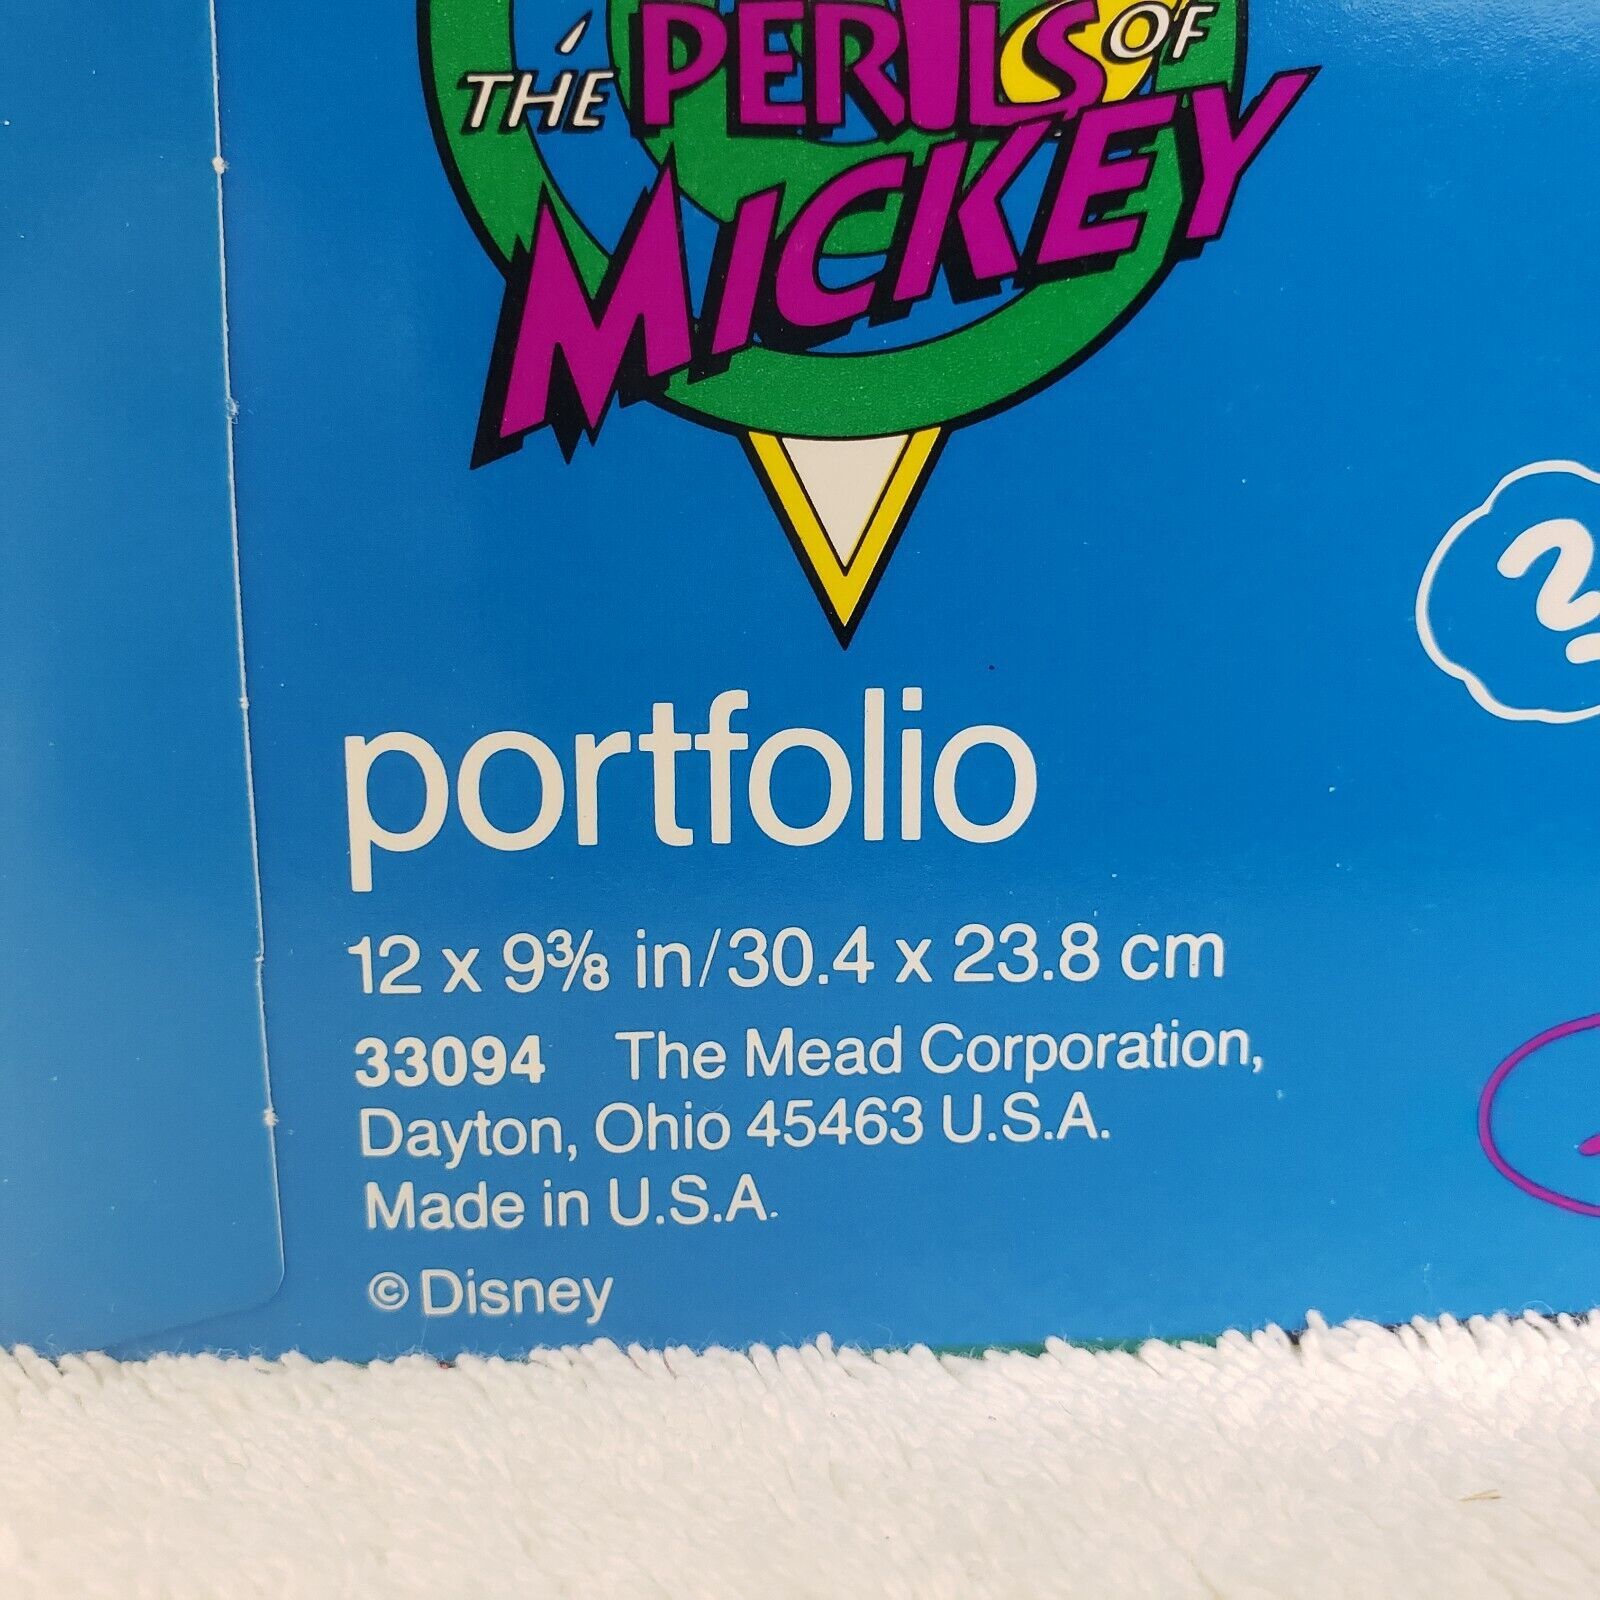 THE PERILS OF
MICKEY
?
portfolio
12 x 9⅜ in/30.4 x 23.8 cm
33094 The Mead Corporation,
Dayton, Ohio 45463 U.S.A.
Made in U.S.A.
© Disney